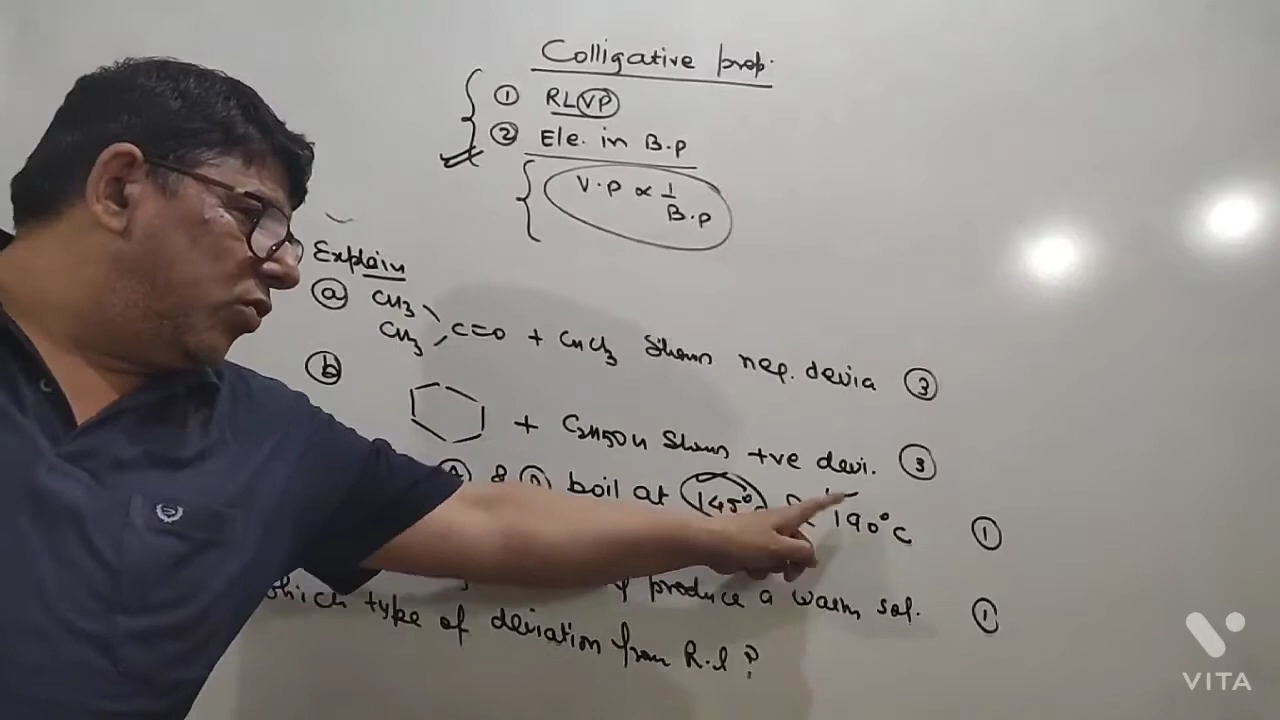 Colligative prop.
① RLVP
② Ele. in B.p
V.P ∝ 1/B.p
Explain
ⓐ CH3
CH3 C=O + CHCl3 Shows neg. devia ③
ⓑ + C2H5OH Shows +ve devi. ③
Ⓐ & boil at 145° 190°C ①
produce a warm sol. ①
which type of deviation from R.l ?
VITA